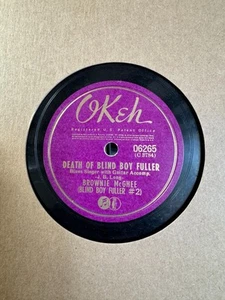 OKeh
Registered U.S. Patent Office
06265
(C 3784)
DEATH OF BLIND BOY FULLER
Blues Singer with Guitar Accomp.
J. B. Long
BROWNIE McGHEE
(BLIND BOY FULLER #2)